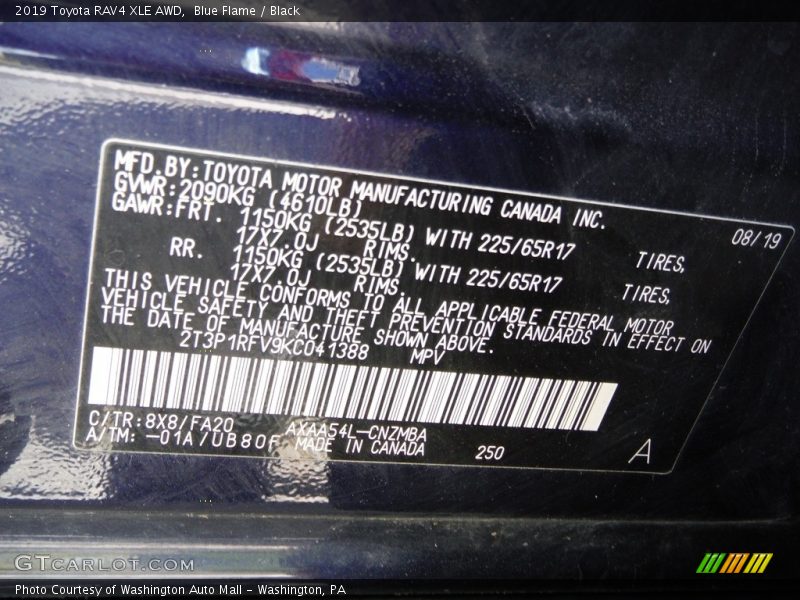 2019 Toyota RAV4 XLE AWD,  Blue Flame / Black
MFD.BY:TOYOTA MOTOR MANUFACTURING CANADA INC.
GVWR:2090KG (4610LB) 08/19
GAWR:FRT. 1150KG (2535LB) WITH 225/65R17 TIRES,
17X7.0J RIMS.
RR. 1150KG (2535LB) WITH 225/65R17 TIRES,
17X7.0J RIMS.
THIS VEHICLE CONFORMS TO ALL APPLICABLE FEDERAL MOTOR
VEHICLE SAFETY AND THEFT PREVENTION STANDARDS IN EFFECT ON
THE DATE OF MANUFACTURE SHOWN ABOVE.
2T3P1RFV9KC041388 MPV
C/TR:8X8/FA20 AXAA54L-CNZMBA
A/TM: -01A/UB80F MADE IN CANADA 250 A
GTCARLOT.COM
Photo Courtesy of Washington Auto Mall - Washington, PA